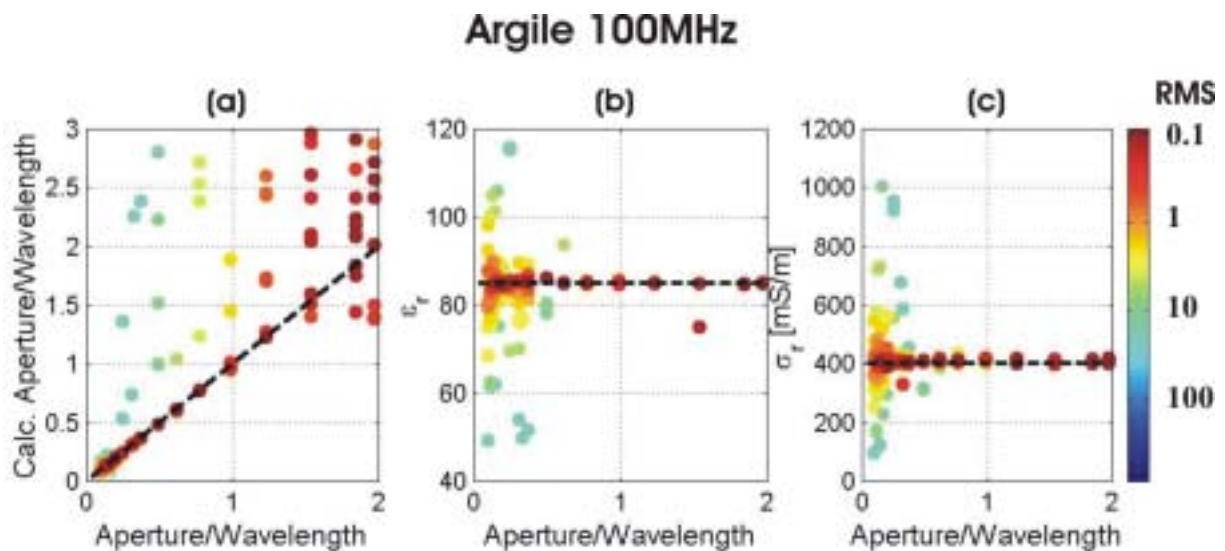 Argile 100MHz
(a)
(b)
(c)
RMS
Calc. Aperture/Wavelength
3
2.5
2
1.5
1
0.5
0
0
1
2
Aperture/Wavelength
εr
120
100
80
60
40
0
1
2
Aperture/Wavelength
σr [mS/m]
1200
1000
800
600
400
200
0
0
1
2
Aperture/Wavelength
0.1
1
10
100